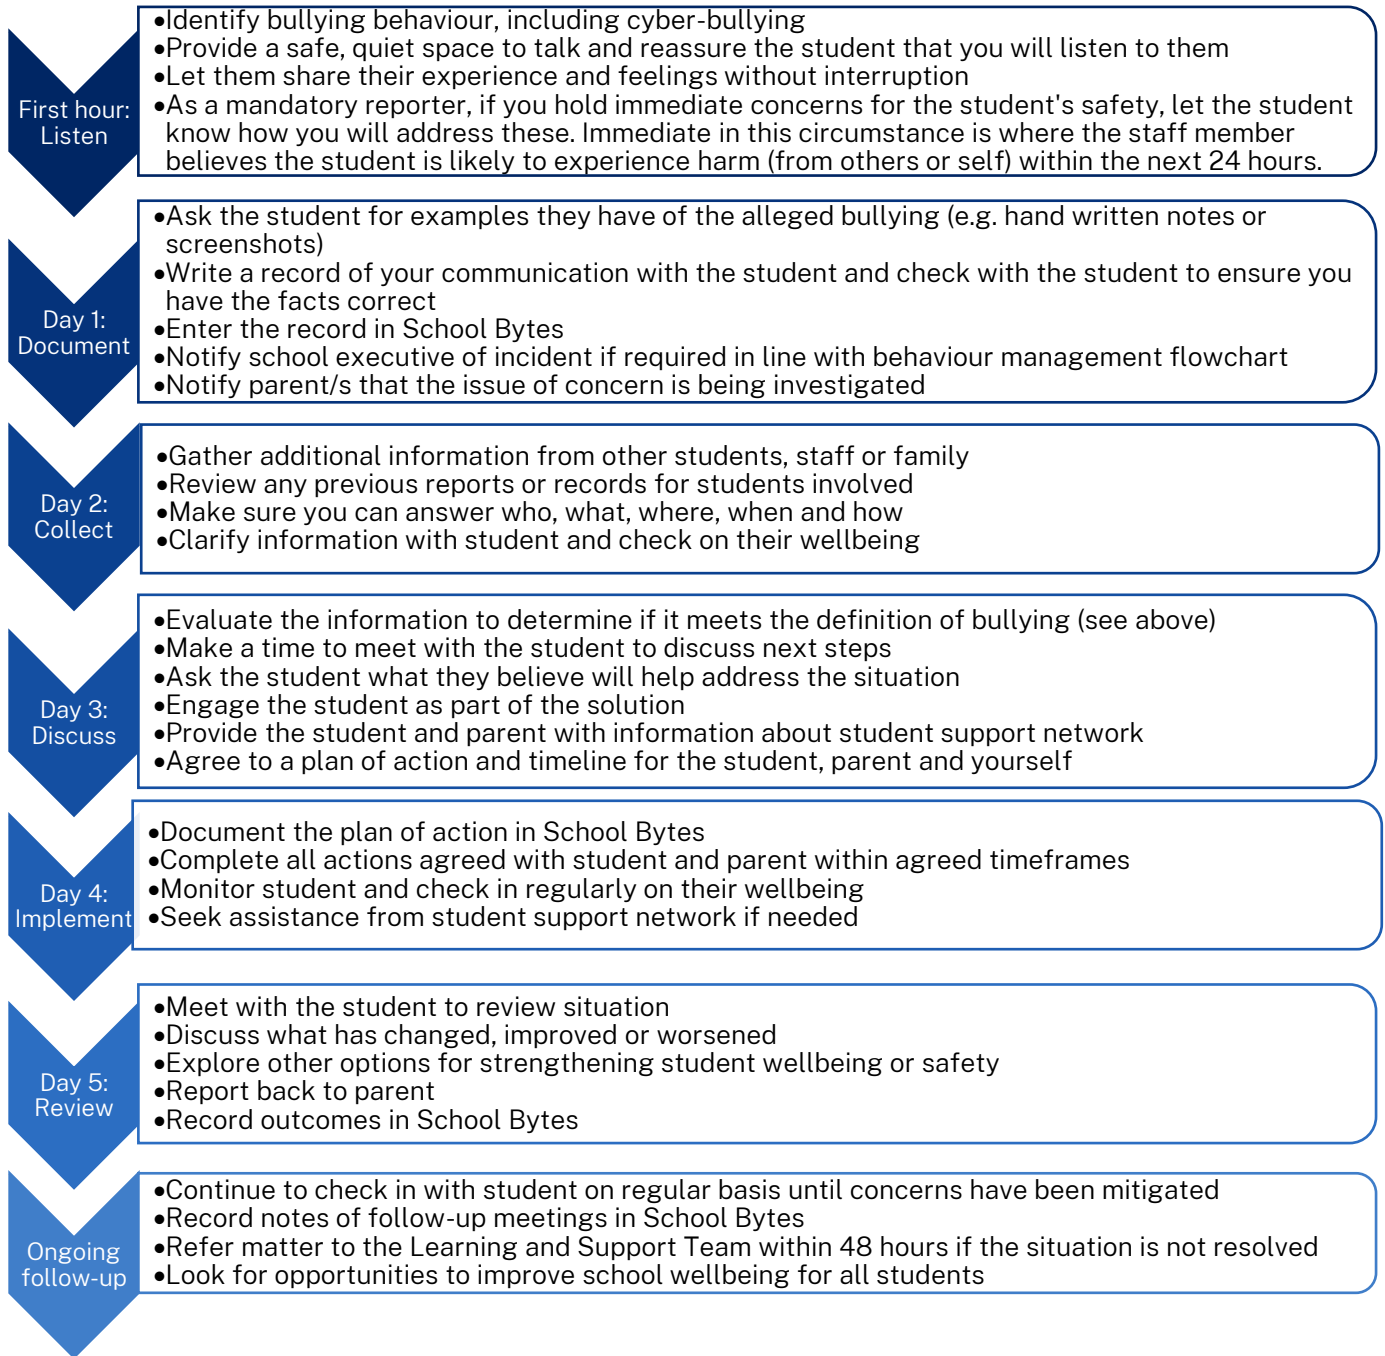 First hour:
Listen
•Identify bullying behaviour, including cyber-bullying
•Provide a safe, quiet space to talk and reassure the student that you will listen to them
•Let them share their experience and feelings without interruption
•As a mandatory reporter, if you hold immediate concerns for the student's safety, let the student
know how you will address these. Immediate in this circumstance is where the staff member
believes the student is likely to experience harm (from others or self) within the next 24 hours.
Day 1:
Document
•Ask the student for examples they have of the alleged bullying (e.g. hand written notes or
screenshots)
•Write a record of your communication with the student and check with the student to ensure you
have the facts correct
•Enter the record in School Bytes
•Notify school executive of incident if required in line with behaviour management flowchart
•Notify parent/s that the issue of concern is being investigated
Day 2:
Collect
•Gather additional information from other students, staff or family
•Review any previous reports or records for students involved
•Make sure you can answer who, what, where, when and how
•Clarify information with student and check on their wellbeing
Day 3:
Discuss
•Evaluate the information to determine if it meets the definition of bullying (see above)
•Make a time to meet with the student to discuss next steps
•Ask the student what they believe will help address the situation
•Engage the student as part of the solution
•Provide the student and parent with information about student support network
•Agree to a plan of action and timeline for the student, parent and yourself
Day 4:
Implement
•Document the plan of action in School Bytes
•Complete all actions agreed with student and parent within agreed timeframes
•Monitor student and check in regularly on their wellbeing
•Seek assistance from student support network if needed
Day 5:
Review
•Meet with the student to review situation
•Discuss what has changed, improved or worsened
•Explore other options for strengthening student wellbeing or safety
•Report back to parent
•Record outcomes in School Bytes
Ongoing
follow-up
•Continue to check in with student on regular basis until concerns have been mitigated
•Record notes of follow-up meetings in School Bytes
•Refer matter to the Learning and Support Team within 48 hours if the situation is not resolved
•Look for opportunities to improve school wellbeing for all students